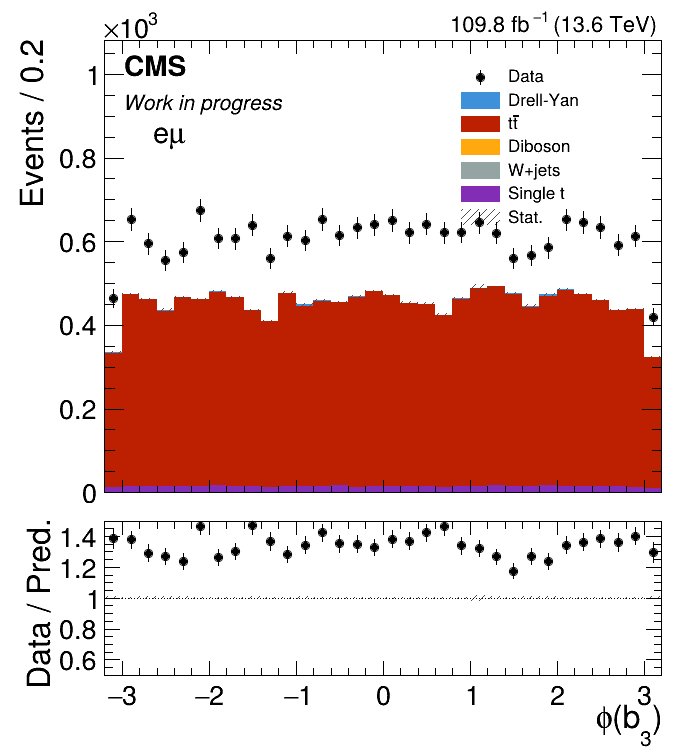 ×10³
109.8 fb⁻¹ (13.6 TeV)
CMS
Work in progress
eμ
Data
Drell-Yan
tt̄
Diboson
W+jets
Single t
Stat.
Events / 0.2
1
0.8
0.6
0.4
0.2
0
Data / Pred.
1.4
1.2
1
0.8
0.6
−3 −2 −1 0 1 2 3
ϕ(b₃)